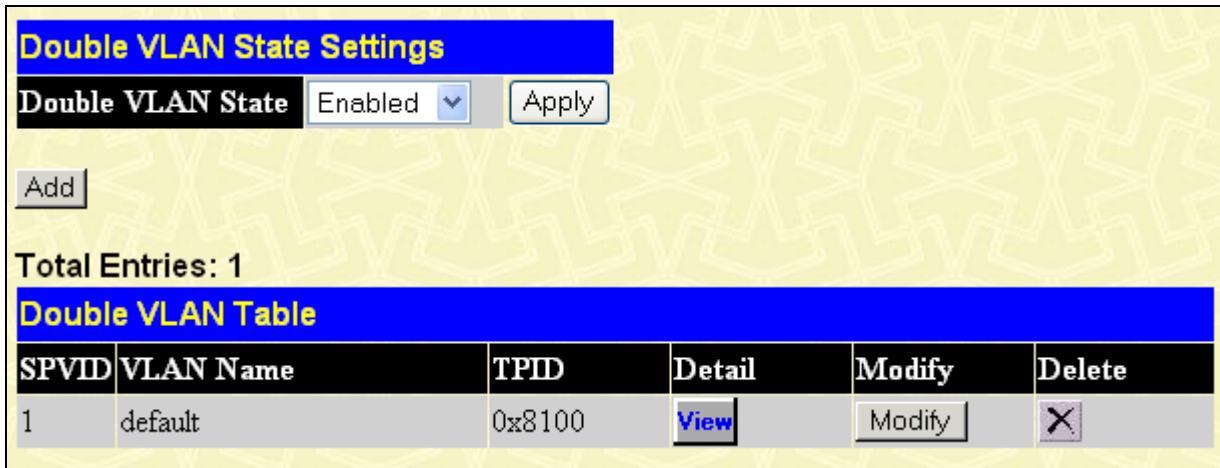 Double VLAN State Settings
Double VLAN State Enabled Apply
Add
Total Entries: 1
Double VLAN Table
SPVID VLAN Name TPID Detail Modify Delete
1 default 0x8100 View Modify